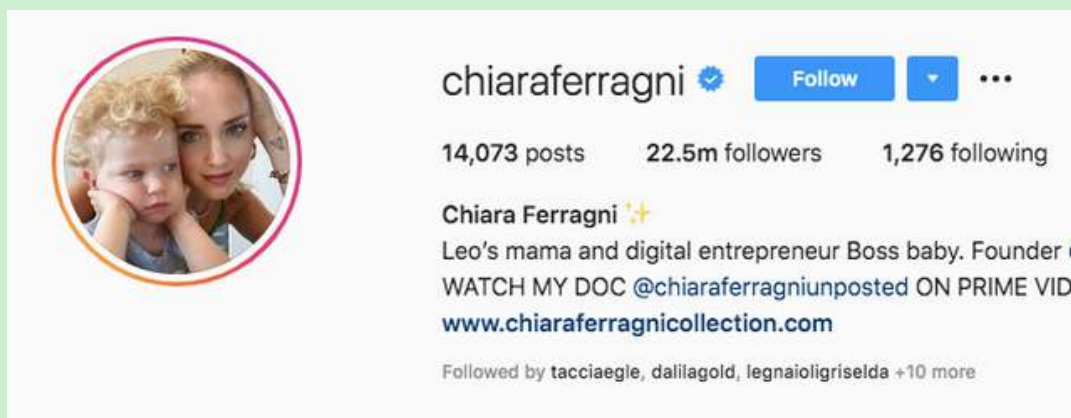 chiaraferragni Follow
14,073 posts 22.5m followers 1,276 following
Chiara Ferragni ✨
Leo's mama and digital entrepreneur Boss baby. Founder
WATCH MY DOC @chiaraferragniunposted ON PRIME VID
www.chiaraferragnicollection.com
Followed by tacciaegle, dalilagold, legnaioligriselda +10 more